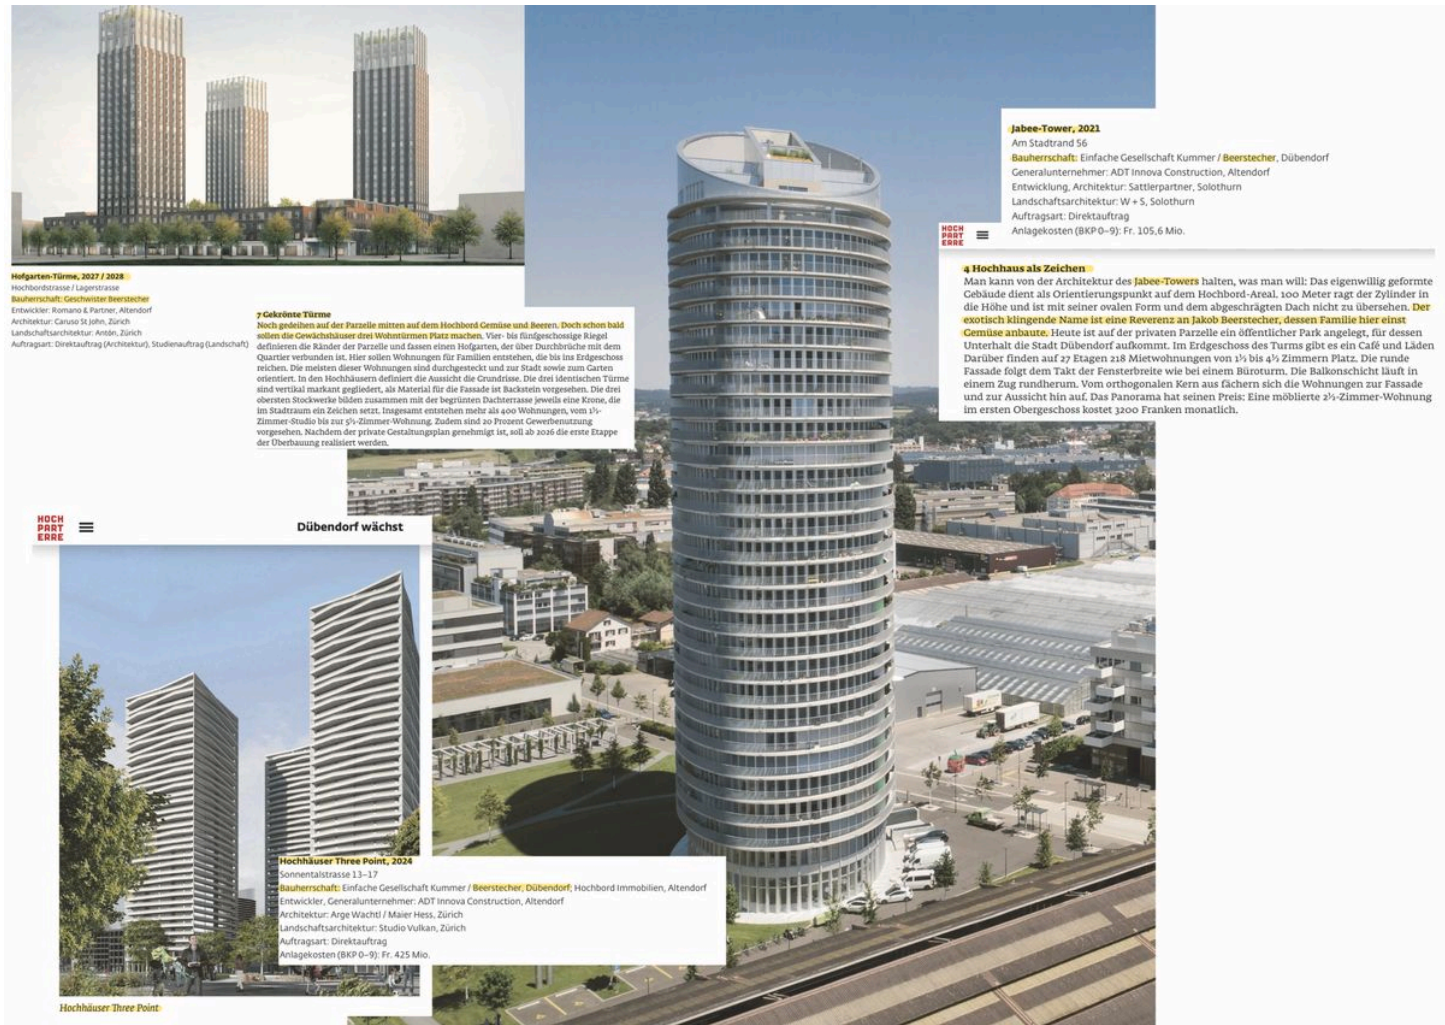 Hofgarten-Türme, 2027 / 2028
Hochbordstrasse / Lagerstrasse
Bauherrschaft: Geschwister Beerstecher
Entwickler: Romano & Partner, Altendorf
Architektur: Caruso St John, Zürich
Landschaftsarchitektur: Antón, Zürich
Auftragsart: Direktauftrag (Architektur), Studienauftrag (Landschaft)
7 Gekrönte Türme
Noch gedeihen auf der Parzelle mitten auf dem Hochbord Gemüse und Beeren. Doch schon bald
sollen die Gewächshäuser drei Wohntürmen Platz machen. Vier- bis fünfgeschossige Riegel
definieren die Ränder der Parzelle und fassen einen Hofgarten, der über Durchbrüche mit dem
Quartier verbunden ist. Hier sollen Wohnungen für Familien entstehen, die bis ins Erdgeschoss
reichen. Die meisten dieser Wohnungen sind durchgesteckt und zur Stadt sowie zum Garten
orientiert. In den Hochhäusern definiert die Aussicht die Grundrisse. Die drei identischen Türme
sind vertikal markant gegliedert, als Material für die Fassade ist Backstein vorgesehen. Die drei
obersten Stockwerke bilden zusammen mit der begrünten Dachterrasse jeweils eine Krone, die
im Stadtraum ein Zeichen setzt. Insgesamt entstehen mehr als 400 Wohnungen, vom 1½-
Zimmer-Studio bis zur 5½-Zimmer-Wohnung. Zudem sind 20 Prozent Gewerbenutzung
vorgesehen. Nachdem der private Gestaltungsplan genehmigt ist, soll ab 2026 die erste Etappe
der Überbauung realisiert werden.
Jabee-Tower, 2021
Am Stadtrand 56
Bauherrschaft: Einfache Gesellschaft Kummer / Beerstecher, Dübendorf
Generalunternehmer: ADT Innova Construction, Altendorf
Entwicklung, Architektur: Sattlerpartner, Solothurn
Landschaftsarchitektur: W + S, Solothurn
Auftragsart: Direktauftrag
Anlagekosten (BKP 0–9): Fr. 105,6 Mio.
HOCH
PART
ERRE
4 Hochhaus als Zeichen
Man kann von der Architektur des Jabee-Towers halten, was man will: Das eigenwillig geformte
Gebäude dient als Orientierungspunkt auf dem Hochbord-Areal. 100 Meter ragt der Zylinder in
die Höhe und ist mit seiner ovalen Form und dem abgeschrägten Dach nicht zu übersehen. Der
exotisch klingende Name ist eine Reverenz an Jakob Beerstecher, dessen Familie hier einst
Gemüse anbaute. Heute ist auf der privaten Parzelle ein öffentlicher Park angelegt, für dessen
Unterhalt die Stadt Dübendorf aufkommt. Im Erdgeschoss des Turms gibt es ein Café und Läden
Darüber finden auf 27 Etagen 218 Mietwohnungen von 1½ bis 4½ Zimmern Platz. Die runde
Fassade folgt dem Takt der Fensterbreite wie bei einem Büroturm. Die Balkonschicht läuft in
einem Zug rundherum. Vom orthogonalen Kern aus fächern sich die Wohnungen zur Fassade
und zur Aussicht hin auf. Das Panorama hat seinen Preis: Eine möblierte 2½-Zimmer-Wohnung
im ersten Obergeschoss kostet 3200 Franken monatlich.
HOCH
PART
ERRE
Dübendorf wächst
Hochhäuser Three Point, 2024
Sonnentalstrasse 13–17
Bauherrschaft: Einfache Gesellschaft Kummer / Beerstecher, Dübendorf; Hochbord Immobilien, Altendorf
Entwickler, Generalunternehmer: ADT Innova Construction, Altendorf
Architektur: Arge Wachtl / Maier Hess, Zürich
Landschaftsarchitektur: Studio Vulkan, Zürich
Auftragsart: Direktauftrag
Anlagekosten (BKP 0–9): Fr. 425 Mio.
Hochhäuser Three Point